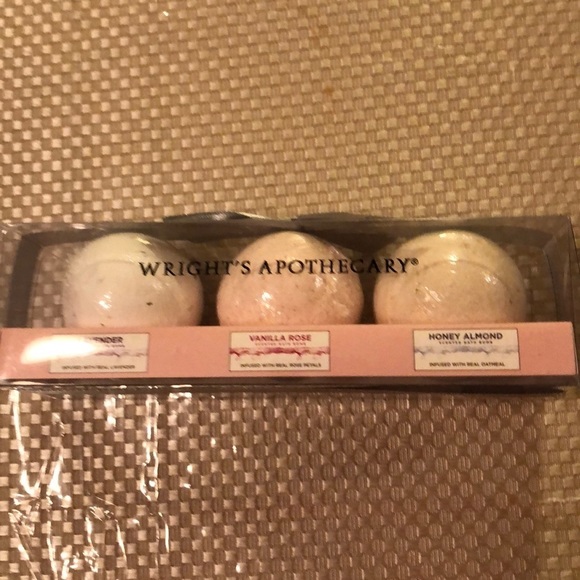 WRIGHT'S APOTHECARY®
ENDER
INFUSED WITH REAL LAVENDER
VANILLA ROSE
SCENTED BATH BOMB
INFUSED WITH REAL ROSE PETALS
HONEY ALMOND
SCENTED BATH BOMB
INFUSED WITH REAL OATMEAL